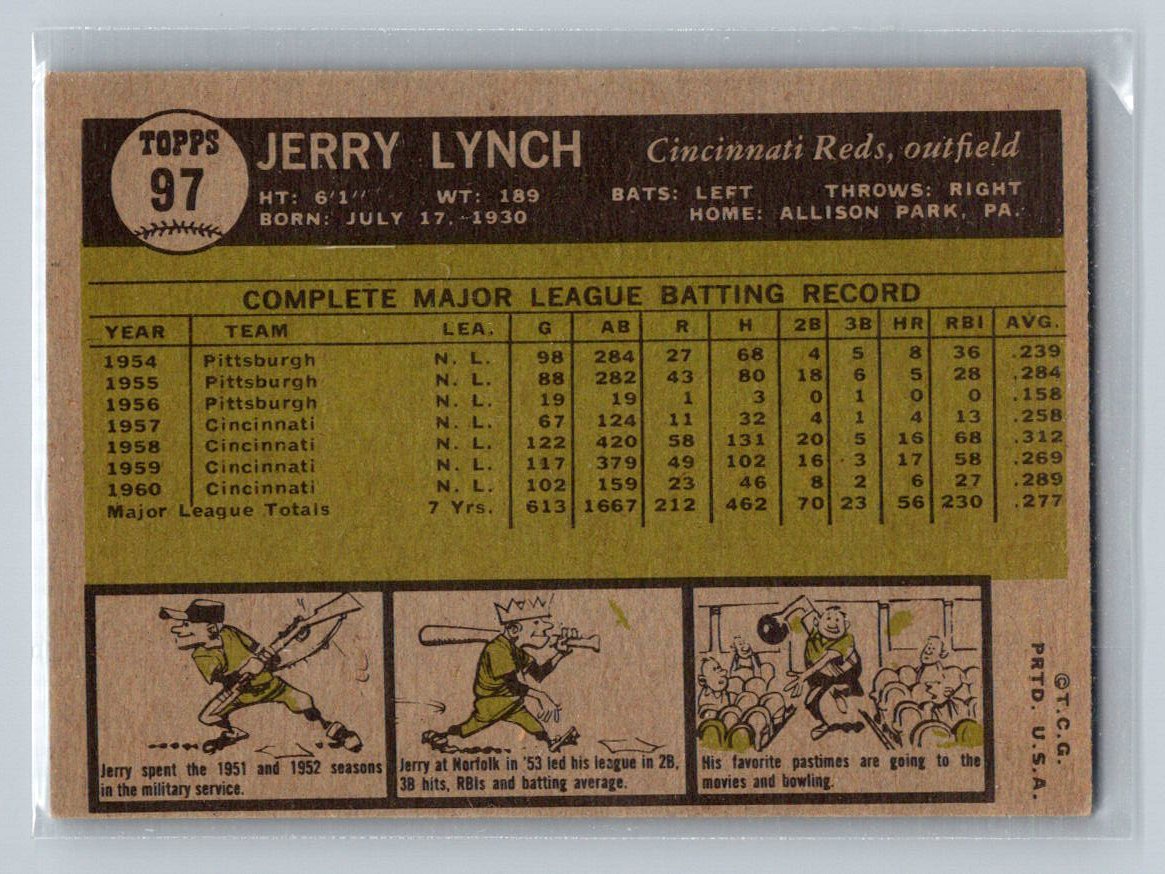 TOPPS
97
JERRY LYNCH
Cincinnati Reds, outfield
HT: 6'1" WT: 189 BATS: LEFT THROWS: RIGHT
BORN: JULY 17, 1930 HOME: ALLISON PARK, PA.
COMPLETE MAJOR LEAGUE BATTING RECORD
YEAR TEAM LEA. G AB R H 2B 3B HR RBI AVG.
1954 Pittsburgh N. L. 98 284 27 68 4 5 8 36 .239
1955 Pittsburgh N. L. 88 282 43 80 18 6 5 28 .284
1956 Pittsburgh N. L. 19 19 1 3 0 1 0 0 .158
1957 Cincinnati N. L. 67 124 11 32 4 1 4 13 .258
1958 Cincinnati N. L. 122 420 58 131 20 5 16 68 .312
1959 Cincinnati N. L. 117 379 49 102 16 3 17 58 .269
1960 Cincinnati N. L. 102 159 23 46 8 2 6 27 .289
Major League Totals 7 Yrs. 613 1667 212 462 70 23 56 230 .277
Jerry spent the 1951 and 1952 seasons
in the military service.
Jerry at Norfolk in '53 led his league in 2B,
3B hits, RBIs and batting average.
His favorite pastimes are going to the
movies and bowling.
©T.C.G.
PRTD. U.S.A.